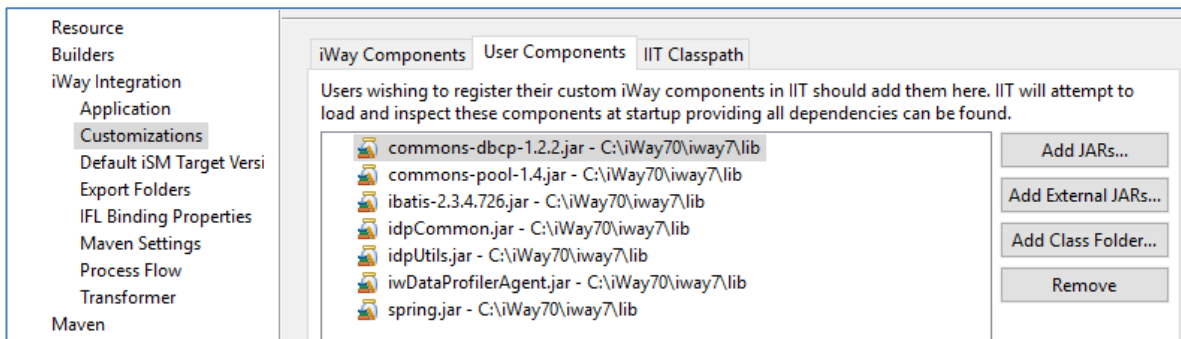 Resource
Builders
iWay Integration
Application
Customizations
Default iSM Target Versi
Export Folders
IFL Binding Properties
Maven Settings
Process Flow
Transformer
Maven
iWay Components
User Components
IIT Classpath
Users wishing to register their custom iWay components in IIT should add them here. IIT will attempt to
load and inspect these components at startup providing all dependencies can be found.
commons-dbcp-1.2.2.jar - C:\iWay70\iway7\lib
commons-pool-1.4.jar - C:\iWay70\iway7\lib
ibatis-2.3.4.726.jar - C:\iWay70\iway7\lib
idpCommon.jar - C:\iWay70\iway7\lib
idpUtils.jar - C:\iWay70\iway7\lib
iwDataProfilerAgent.jar - C:\iWay70\iway7\lib
spring.jar - C:\iWay70\iway7\lib
Add JARs...
Add External JARs...
Add Class Folder...
Remove